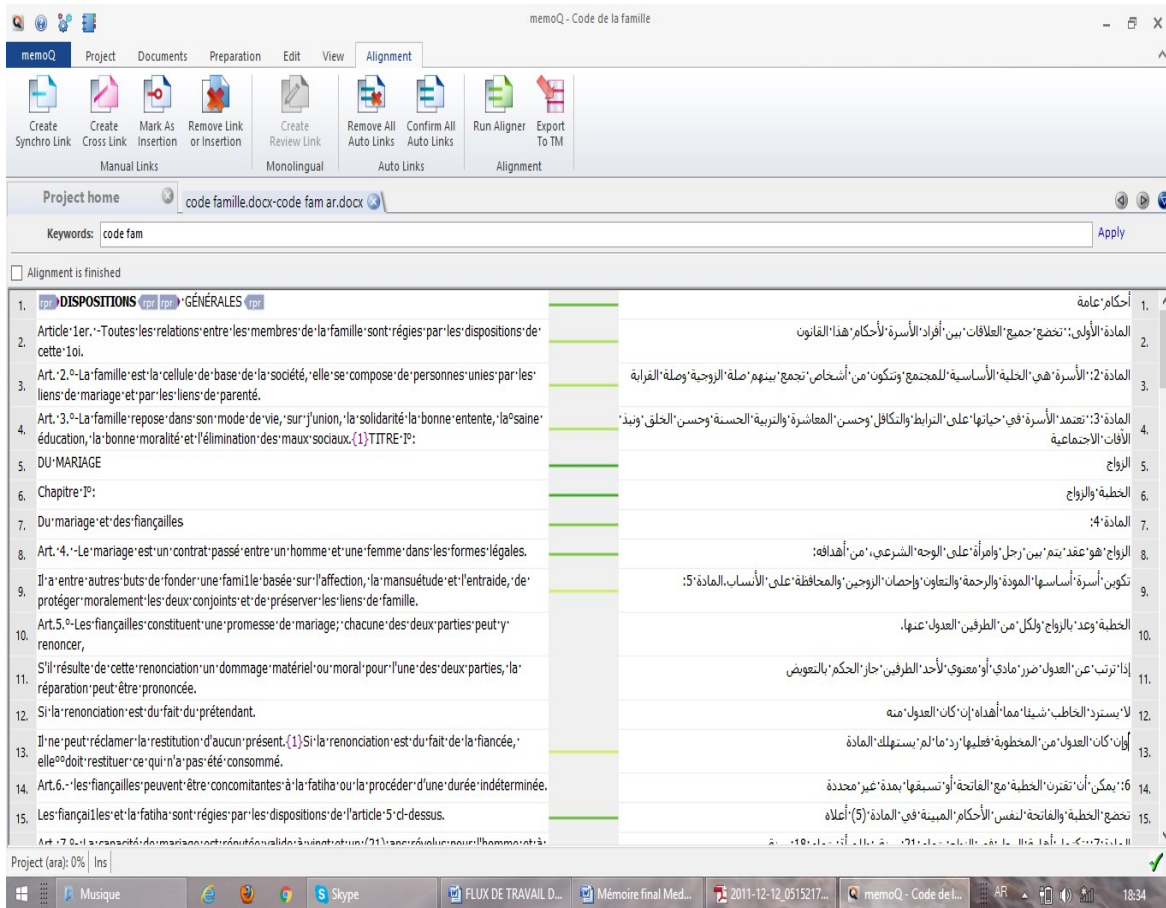 memoQ - Code de la famille
memoQ Project Documents Preparation Edit View Alignment
Create Synchro Link
Create Cross Link
Mark As Insertion
Remove Link or Insertion
Manual Links
Create Review Link
Monolingual
Remove All Auto Links
Confirm All Auto Links
Auto Links
Run Aligner
Export To TM
Alignment
Project home
code famille.docx-code fam ar.docx
Keywords: code fam
Apply
Alignment is finished
1. rpr DISPOSITIONS rpr rpr GÉNÉRALES rpr
أحكام عامة 1.
2. Article 1er. -Toutes les relations entre les membres de la famille sont régies par les dispositions de
cette 1oi.
المادة الأولى: تخضع جميع العلاقات بين أفراد الأسرة لأحكام هذا القانون 2.
3. Art. 2.º-La famille est la cellule de base de la société, elle se compose de personnes unies par les
liens de mariage et par les liens de parenté.
المادة 2: الأسرة هي الخلية الأساسية للمجتمع وتتكون من أشخاص تجمع بينهم صلة الزوجية وصلة القرابة 3.
4. Art. 3.º-La famille repose dans son mode de vie, sur j'union, la solidarité la bonne entente, la ºsaine
éducation, la bonne moralité et l'élimination des maux sociaux.{1}TITRE Iº:
المادة 3: تعتمد الأسرة في حياتها على الترابط والتكافل وحسن المعاشرة والتربية الحسنة وحسن الخلق ونبذ
الآفات الاجتماعية 4.
5. DU MARIAGE
الزواج 5.
6. Chapitre Iº:
الخطبة والزواج 6.
7. Du mariage et des fiançailles
المادة 4: 7.
8. Art. 4. -Le mariage est un contrat passé entre un homme et une femme dans les formes légales.
الزواج هو عقد يتم بين رجل وامرأة على الوجه الشرعي، من أهدافه: 8.
9. Il a entre autres buts de fonder une fami1le basée sur l'affection, la mansuétude et l'entraide, de
protéger moralement les deux conjoints et de préserver les liens de famille.
تكوين أسرة أساسها المودة والرحمة والتعاون وإحصان الزوجين والمحافظة على الأنساب.المادة 5: 9.
10. Art.5.º-Les fiançailles constituent une promesse de mariage; chacune des deux parties peut y
renoncer,
الخطبة وعد بالزواج ولكل من الطرفين العدول عنها. 10.
11. S'il résulte de cette renonciation un dommage matériel ou moral pour l'une des deux parties, la
réparation peut être prononcée.
إذا ترتب عن العدول ضرر مادي أو معنوي لأحد الطرفين جاز الحكم بالتعويض 11.
12. Si la renonciation est du fait du prétendant.
لا يسترد الخاطب شيئا مما أهداه إن كان العدول منه 12.
13. Il ne peut réclamer la restitution d'aucun présent.{1}Si la renonciation est du fait de la fiancée,
elleººdoit restituer ce qui n'a pas été consommé.
وإن كان العدول من المخطوبة فعليها رد ما لم يستهلك المادة 13.
14. Art.6.- les fiançailles peuvent être concomitantes à la fatiha ou la procéder d'une durée indéterminée.
6: يمكن أن تقترن الخطبة مع الفاتحة أو تسبقها بمدة غير محددة 14.
15. Les fiançai1les et la fatiha sont régies par les dispositions de l'article 5 cl-dessus.
تخضع الخطبة والفاتحة لنفس الأحكام المبينة في المادة (5) أعلاه 15.
Project (ara): 0% Ins
Musique
Skype
FLUX DE TRAVAIL D...
Mémoire final Med...
2011-12-12_0515217...
memoQ - Code de l...
AR
18:34